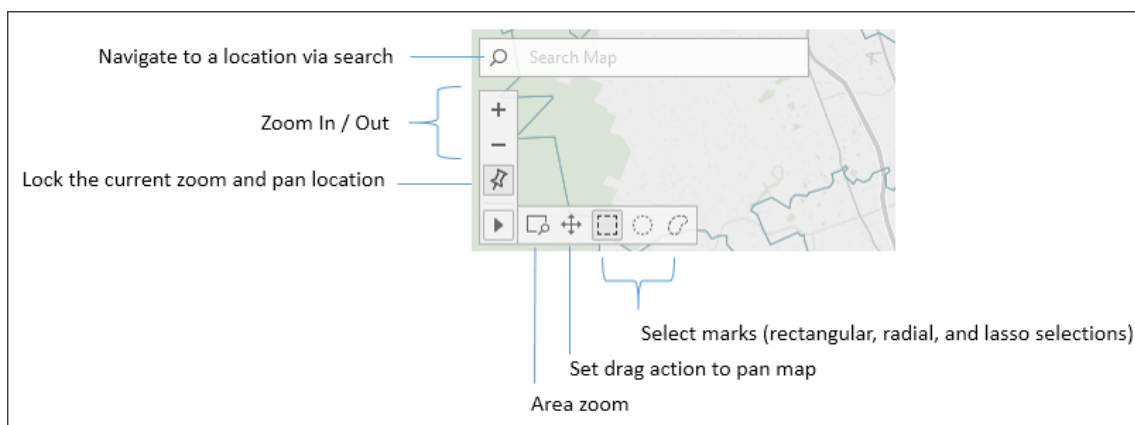 Navigate to a location via search
Search Map
Zoom In / Out
Lock the current zoom and pan location
Select marks (rectangular, radial, and lasso selections)
Set drag action to pan map
Area zoom